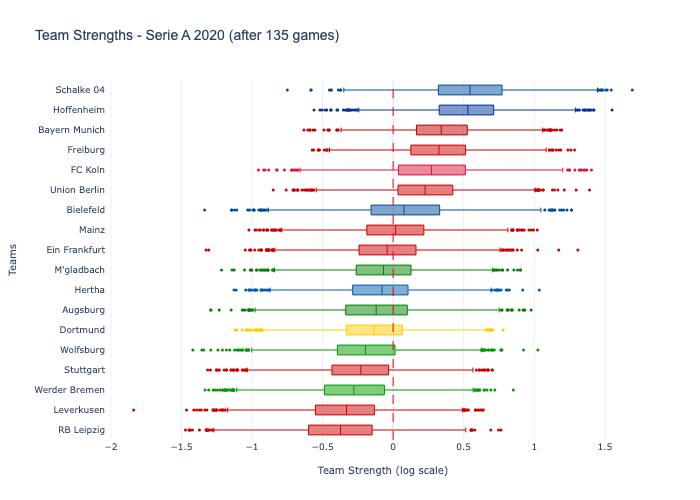 Team Strengths - Serie A 2020 (after 135 games)
Teams
Schalke 04
Hoffenheim
Bayern Munich
Freiburg
FC Koln
Union Berlin
Bielefeld
Mainz
Ein Frankfurt
M'gladbach
Hertha
Augsburg
Dortmund
Wolfsburg
Stuttgart
Werder Bremen
Leverkusen
RB Leipzig
−2 −1.5 −1 −0.5 0 0.5 1 1.5
Team Strength (log scale)